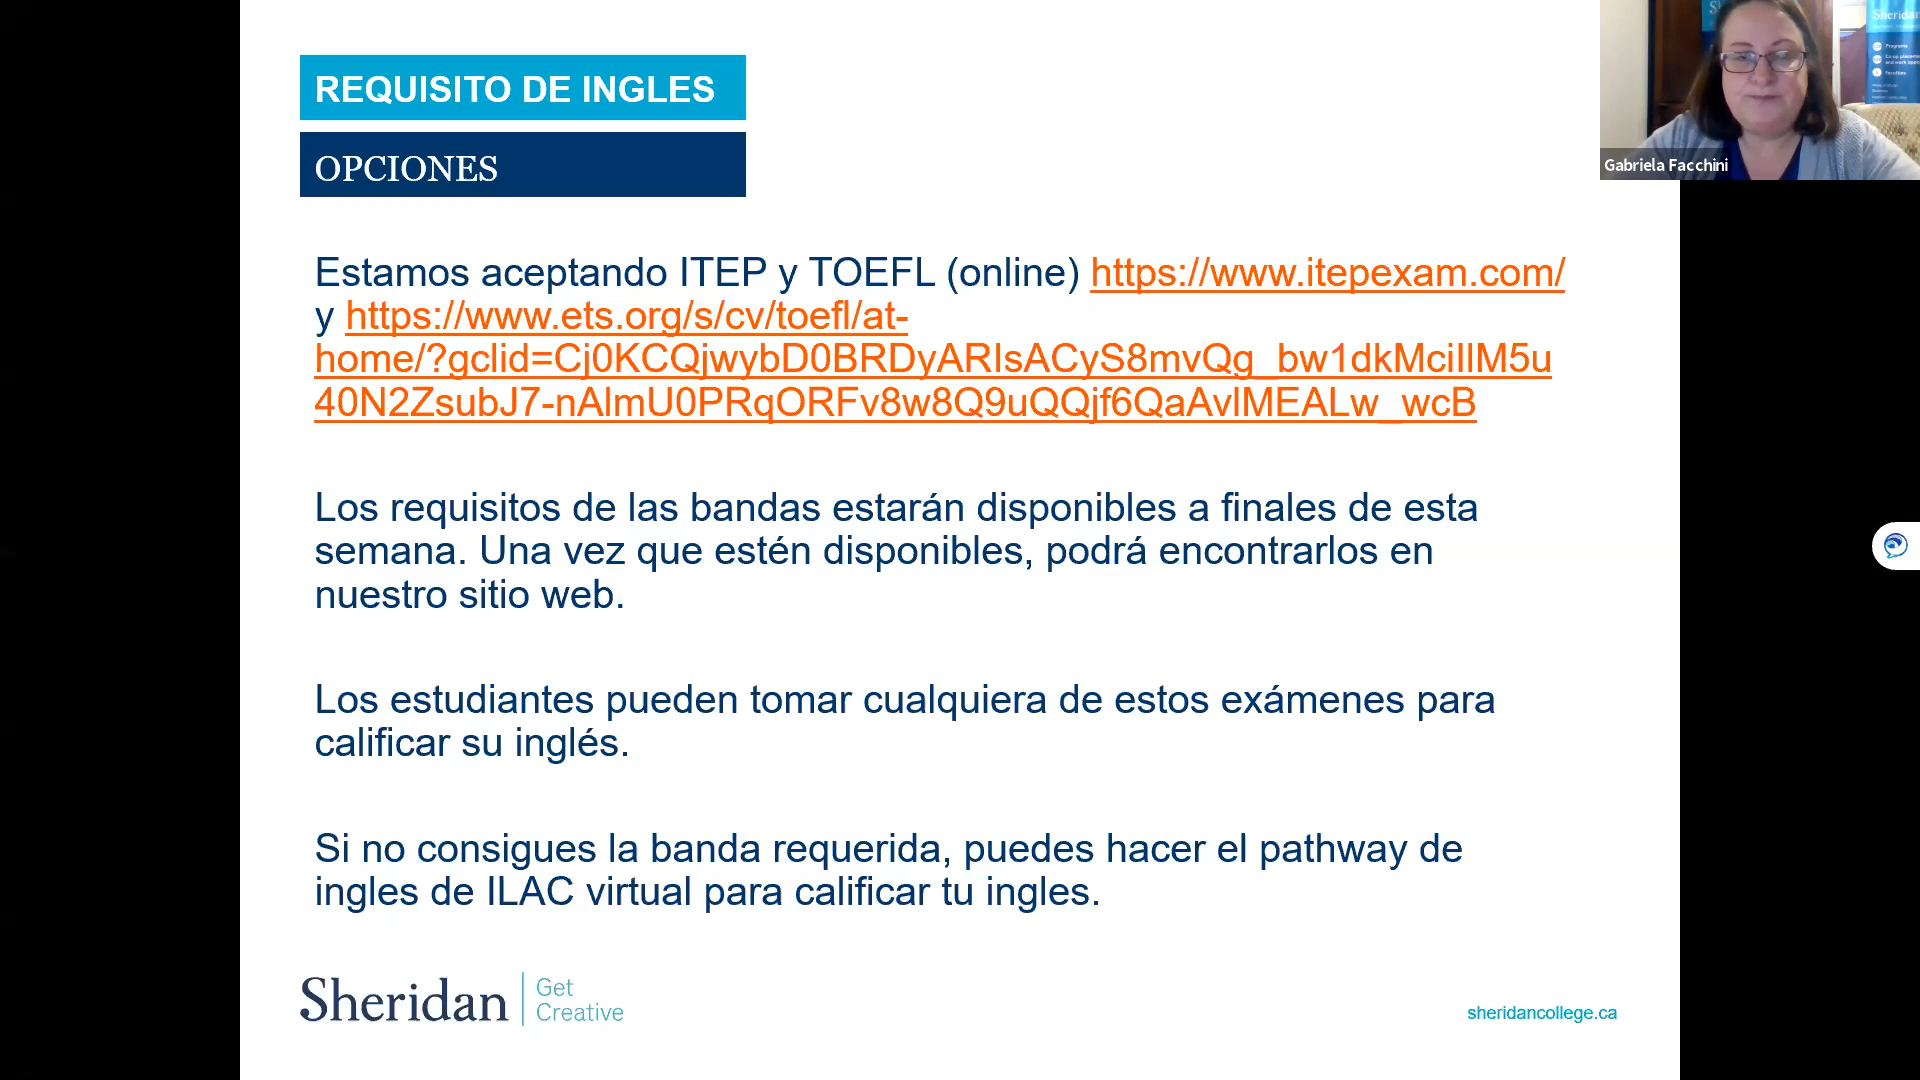 REQUISITO DE INGLES
OPCIONES
Estamos aceptando ITEP y TOEFL (online) https://www.itepexam.com/
y https://www.ets.org/s/cv/toefl/at-
home/?gclid=Cj0KCQjwybD0BRDyARIsACyS8mvQg_bw1dkMciIlM5u
40N2ZsubJ7-nAlmU0PRqORFv8w8Q9uQQjf6QaAvlMEALw_wcB
Los requisitos de las bandas estarán disponibles a finales de esta
semana. Una vez que estén disponibles, podrá encontrarlos en
nuestro sitio web.
Los estudiantes pueden tomar cualquiera de estos exámenes para
calificar su inglés.
Si no consigues la banda requerida, puedes hacer el pathway de
ingles de ILAC virtual para calificar tu ingles.
Sheridan
Get
Creative
sheridancollege.ca
Sheridan
Programs
Gabriela Facchini